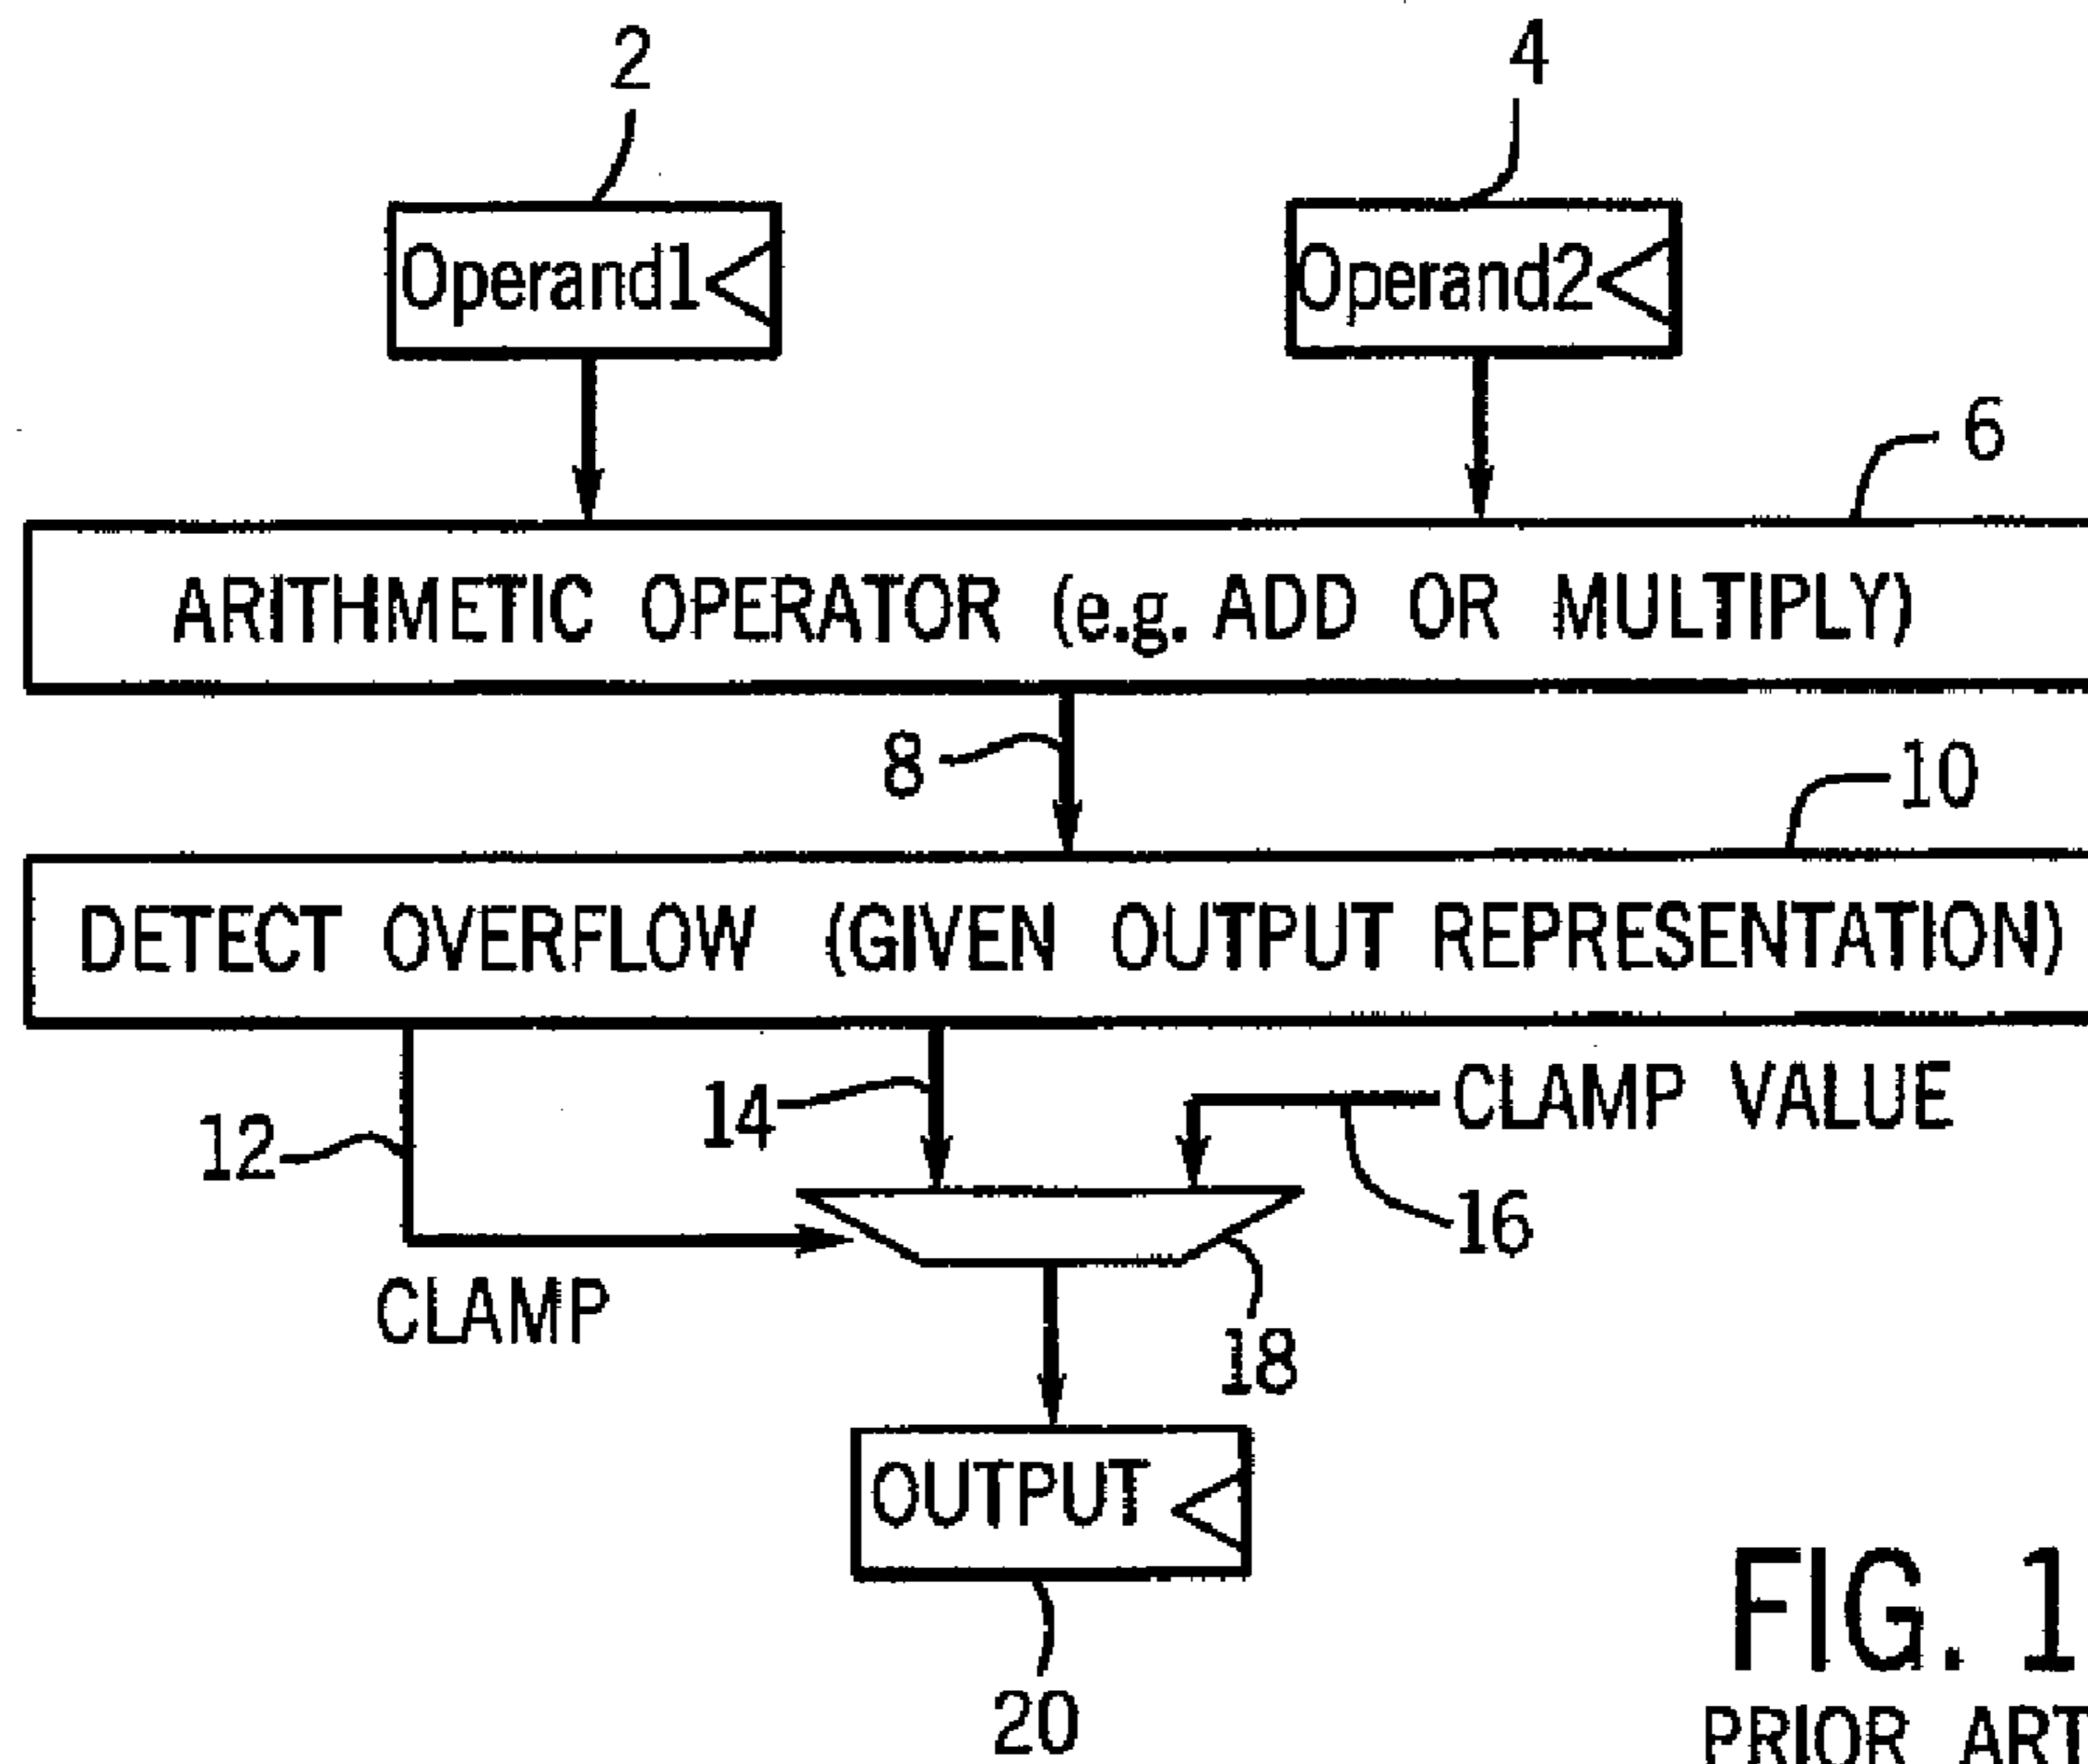 2
4
Operand1
Operand2
6
ARITHMETIC OPERATOR (e.g. ADD OR MULTIPLY)
8
10
DETECT OVERFLOW (GIVEN OUTPUT REPRESENTATION)
12
14
CLAMP VALUE
16
CLAMP
18
OUTPUT
20
FIG. 1
PRIOR ART